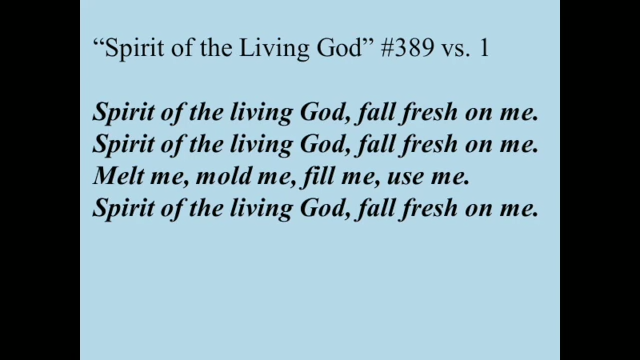 “Spirit of the Living God” #389 vs. 1
Spirit of the living God, fall fresh on me.
Spirit of the living God, fall fresh on me.
Melt me, mold me, fill me, use me.
Spirit of the living God, fall fresh on me.